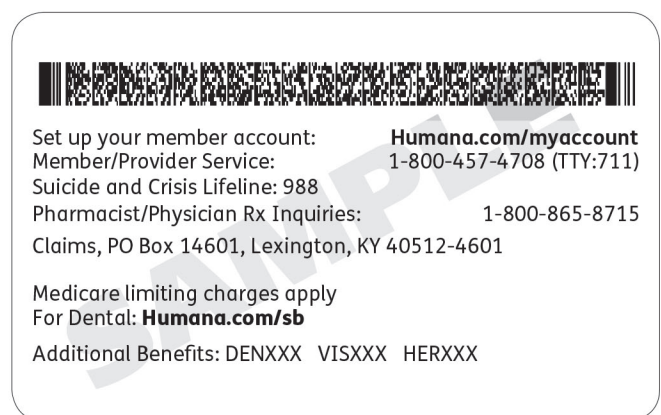 Set up your member account: Humana.com/myaccount
Member/Provider Service: 1-800-457-4708 (TTY:711)
Suicide and Crisis Lifeline: 988
Pharmacist/Physician Rx Inquiries: 1-800-865-8715
Claims, PO Box 14601, Lexington, KY 40512-4601
Medicare limiting charges apply
For Dental: Humana.com/sb
Additional Benefits: DENXXX VISXXX HERXXX
SAMPLE